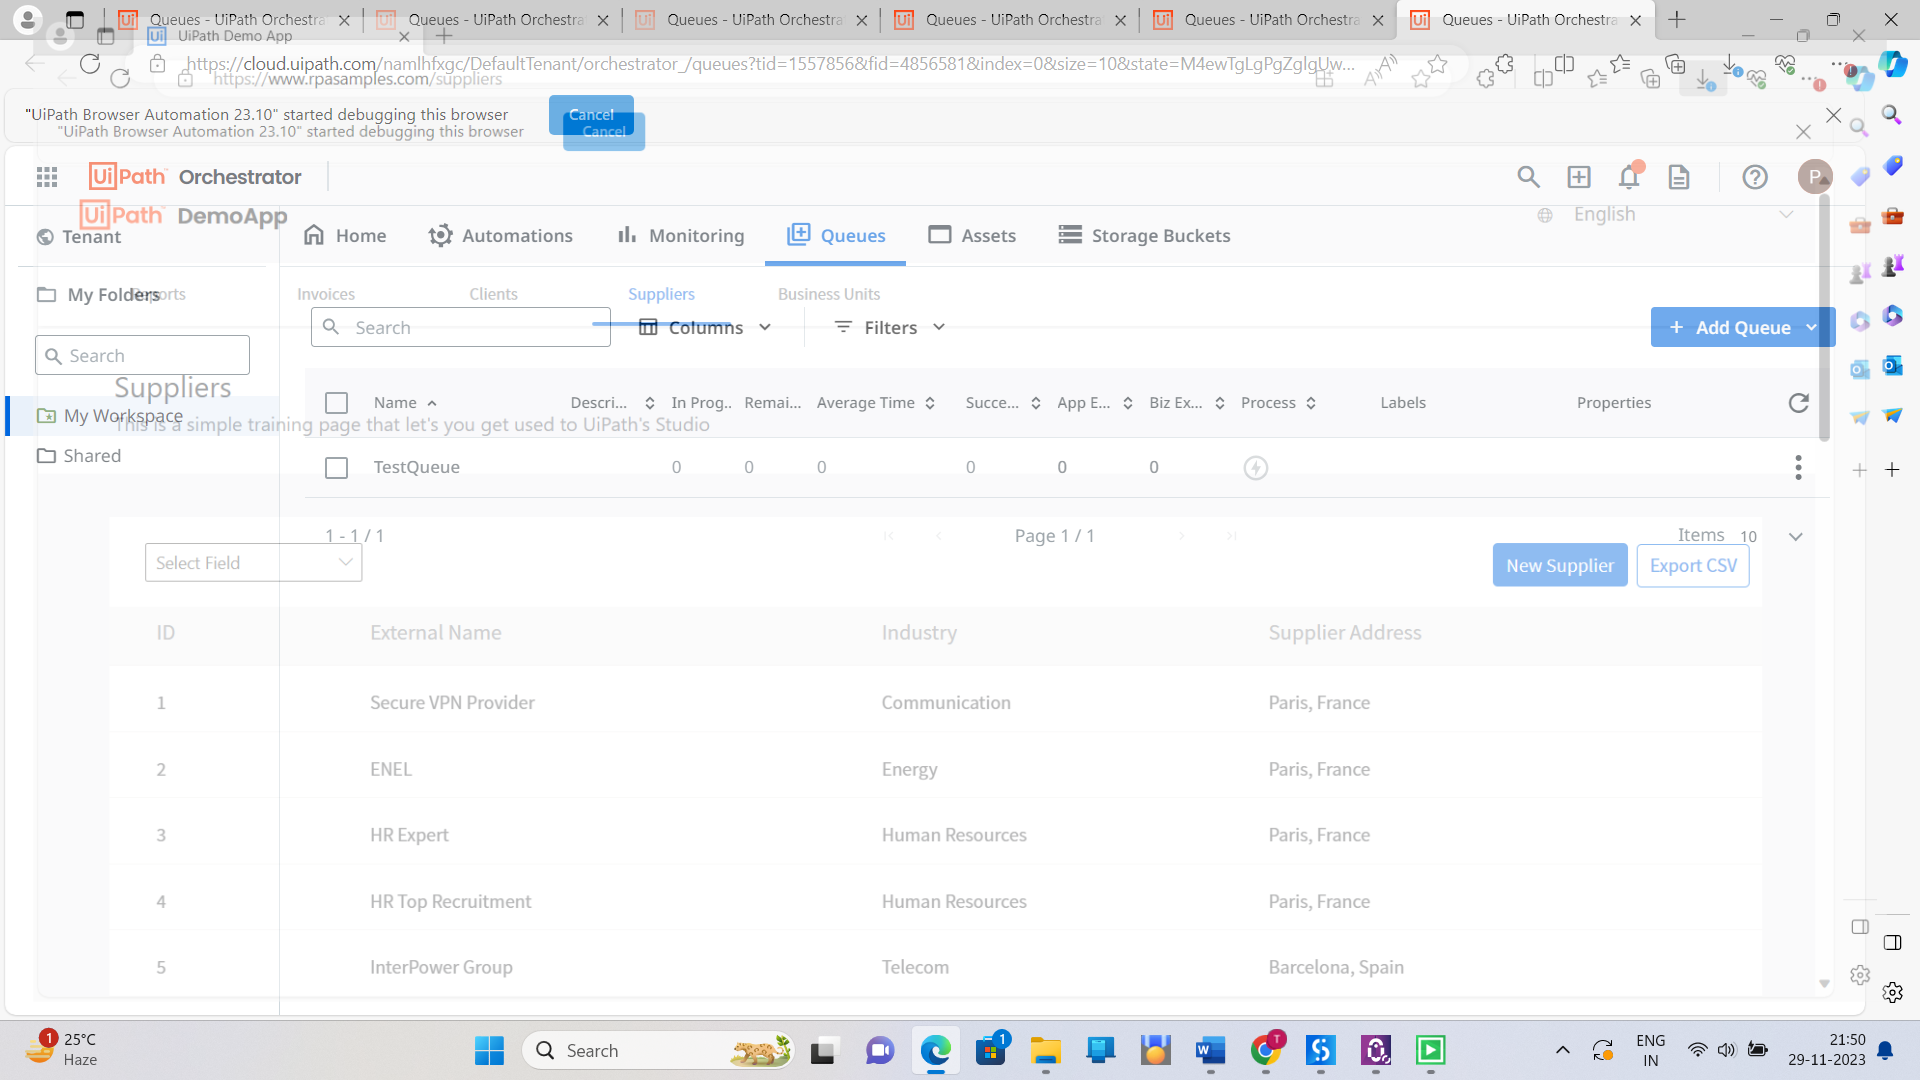 Queues - UiPath Orchestra
Queues - UiPath Orchestra
Queues - UiPath Orchestra
Queues - UiPath Orchestra
Queues - UiPath Orchestra
Queues - UiPath Orchestra
UiPath Demo App
https://cloud.uipath.com/namlhfxgc/DefaultTenant/orchestrator_/queues?tid=1557856&fid=4856581&index=0&size=10&state=M4ewTgLgPgZgIgUw...
https://www.rpasamples.com/suppliers
"UiPath Browser Automation 23.10" started debugging this browser
Cancel
"UiPath Browser Automation 23.10" started debugging this browser
Cancel
UiPath Orchestrator
P
UiPath DemoApp
English
Tenant
Home
Automations
Monitoring
Queues
Assets
Storage Buckets
My Folders
Reports
Invoices
Clients
Suppliers
Business Units
Search
Columns
Filters
Add Queue
Search
Suppliers
Name
Descri...
In Prog..
Remai...
Average Time
Succe...
App E...
Biz Ex...
Process
Labels
Properties
My Workspace
This is a simple training page that let's you get used to UiPath's Studio
Shared
TestQueue 0 0 0 0 0 0
1 - 1 / 1
Page 1 / 1
Items 10
Select Field
New Supplier
Export CSV
ID External Name Industry Supplier Address
1 Secure VPN Provider Communication Paris, France
2 ENEL Energy Paris, France
3 HR Expert Human Resources Paris, France
4 HR Top Recruitment Human Resources Paris, France
5 InterPower Group Telecom Barcelona, Spain
1
25°C
Haze
Search
1
T
ENG
IN
21:50
29-11-2023